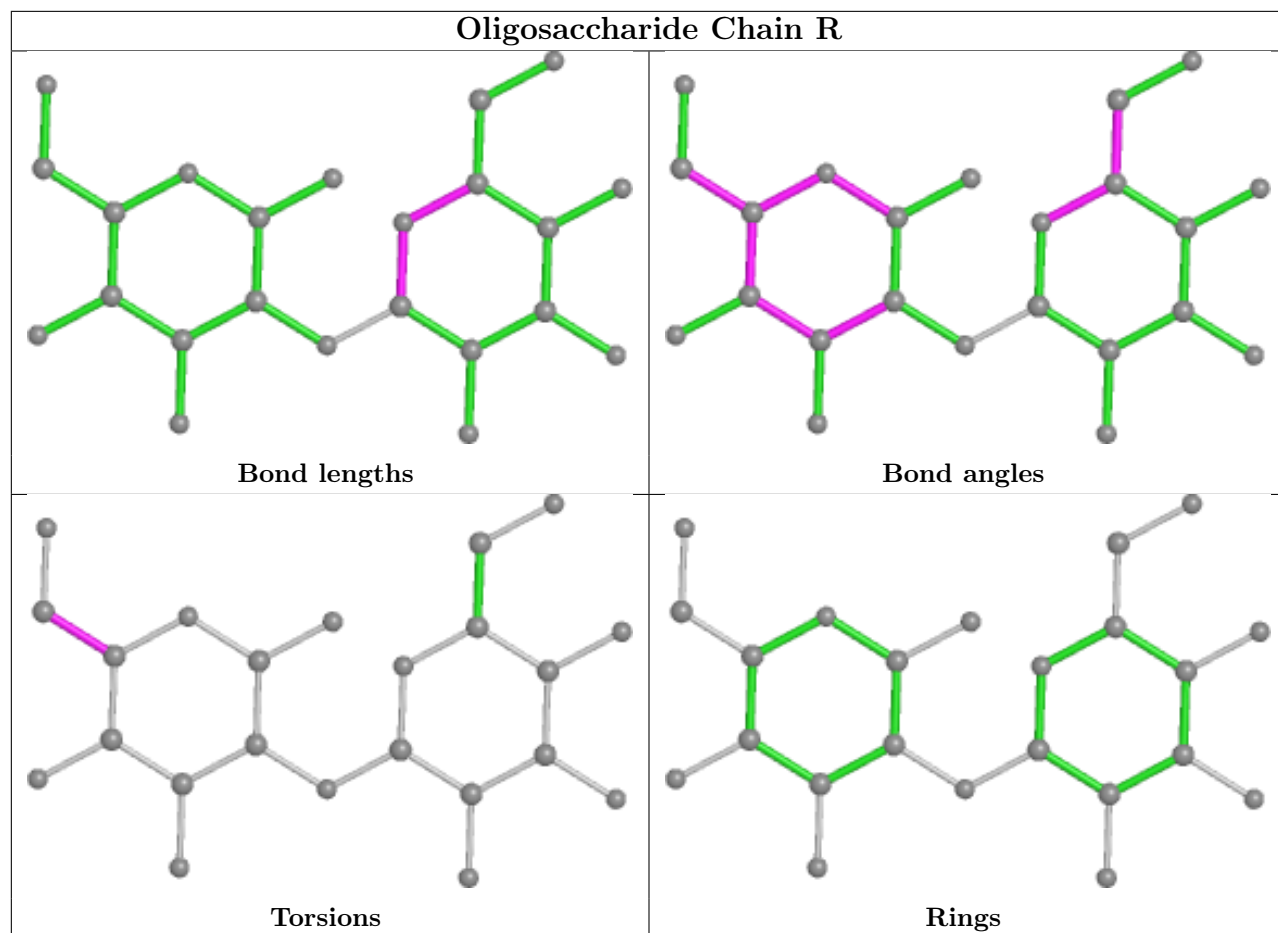 Oligosaccharide Chain R
Bond lengths
Bond angles
Torsions
Rings